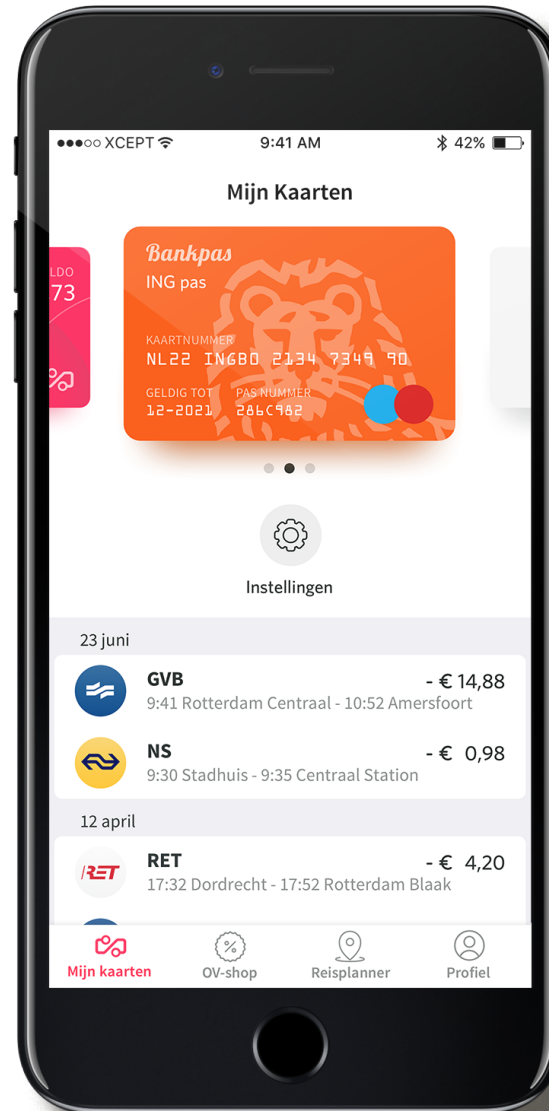 XCEPT 9:41 AM 42%
Mijn Kaarten
LDO
73
Bankpas
ING pas
KAARTNUMMER
NL22 INGB0 2134 7349 90
GELDIG TOT PAS NUMMER
12-2021 286C982
Instellingen
23 juni
GVB - € 14,88
9:41 Rotterdam Centraal - 10:52 Amersfoort
NS - € 0,98
9:30 Stadhuis - 9:35 Centraal Station
12 april
RET RET - € 4,20
17:32 Dordrecht - 17:52 Rotterdam Blaak
Mijn kaarten OV-shop Reisplanner Profiel